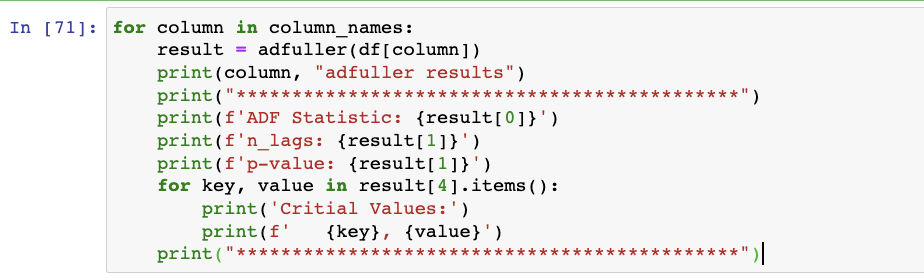 In [71]: for column in column_names:
    result = adfuller(df[column])
    print(column, "adfuller results")
    print("*********************************************")
    print(f'ADF Statistic: {result[0]}')
    print(f'n_lags: {result[1]}')
    print(f'p-value: {result[1]}')
    for key, value in result[4].items():
        print('Critial Values:')
        print(f'   {key}, {value}')
    print("*********************************************")